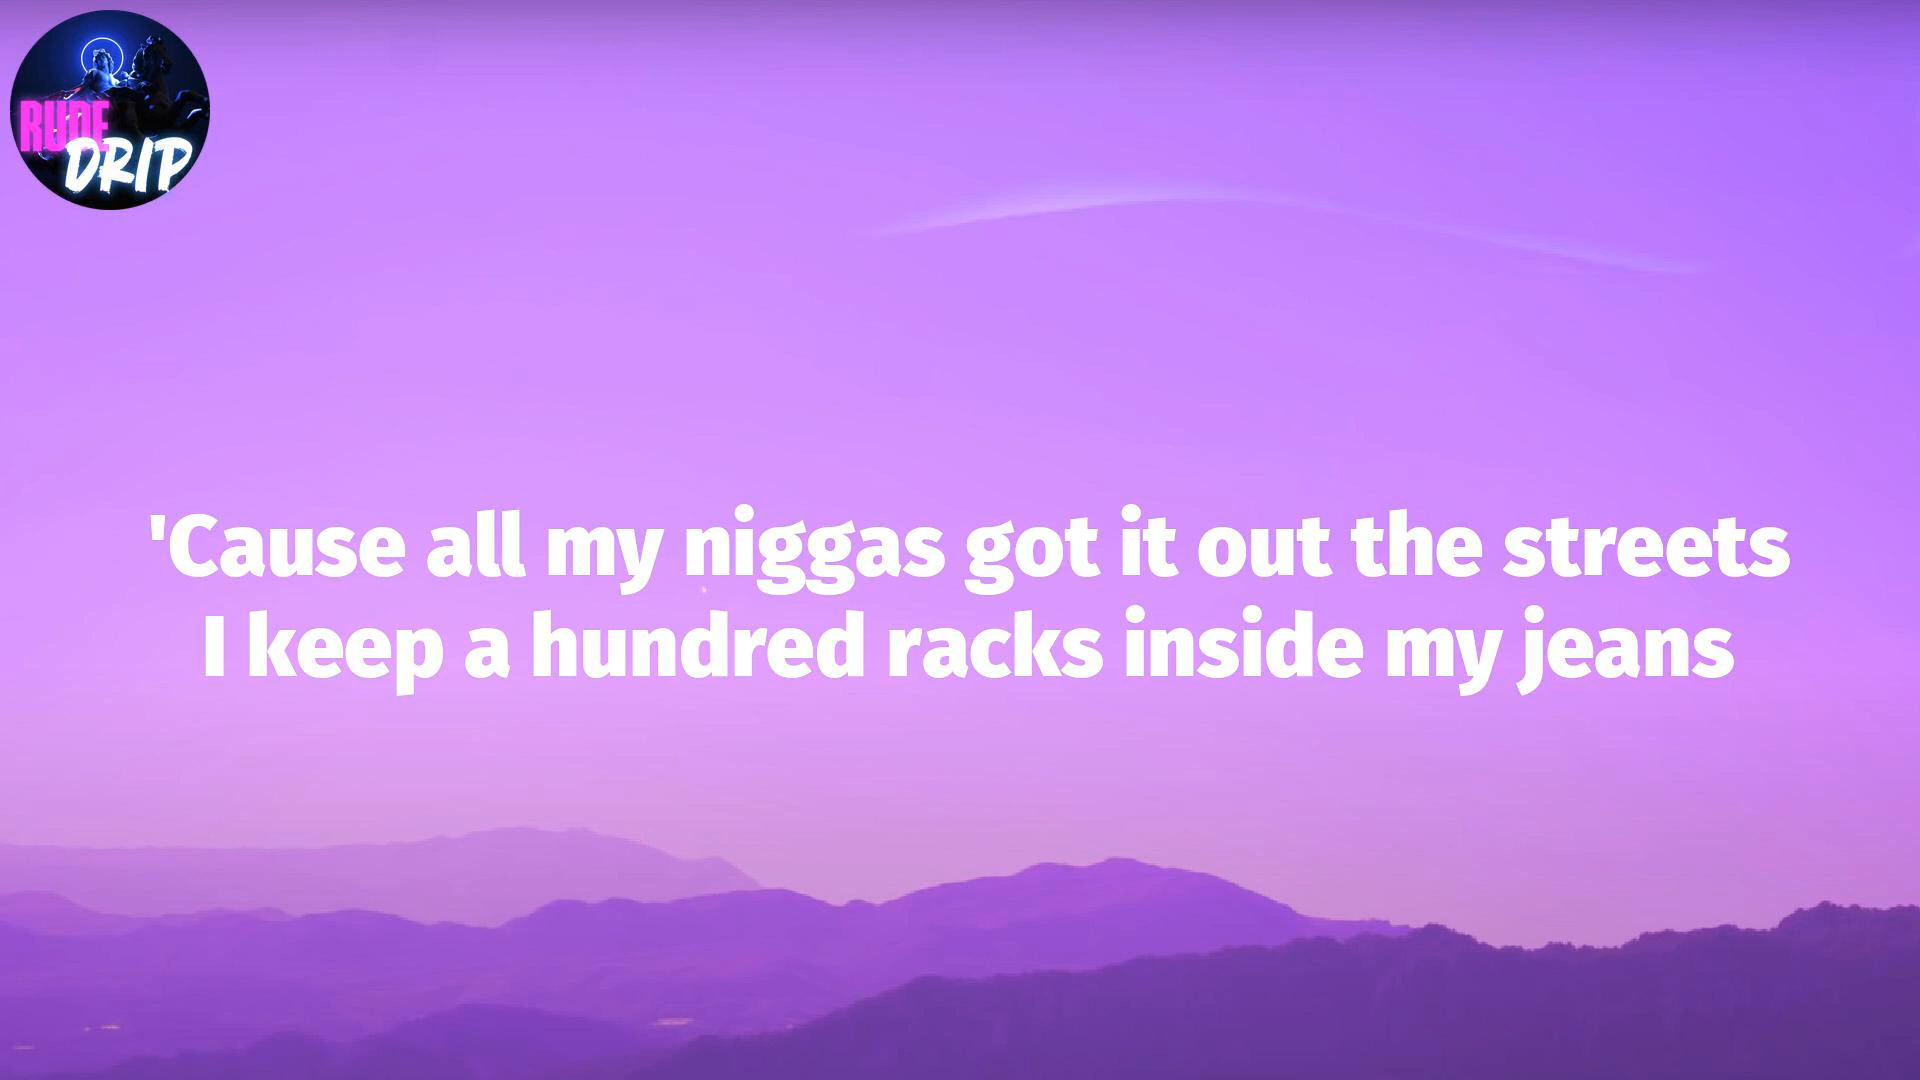 RUDE
DRIP
'Cause all my niggas got it out the streets
I keep a hundred racks inside my jeans